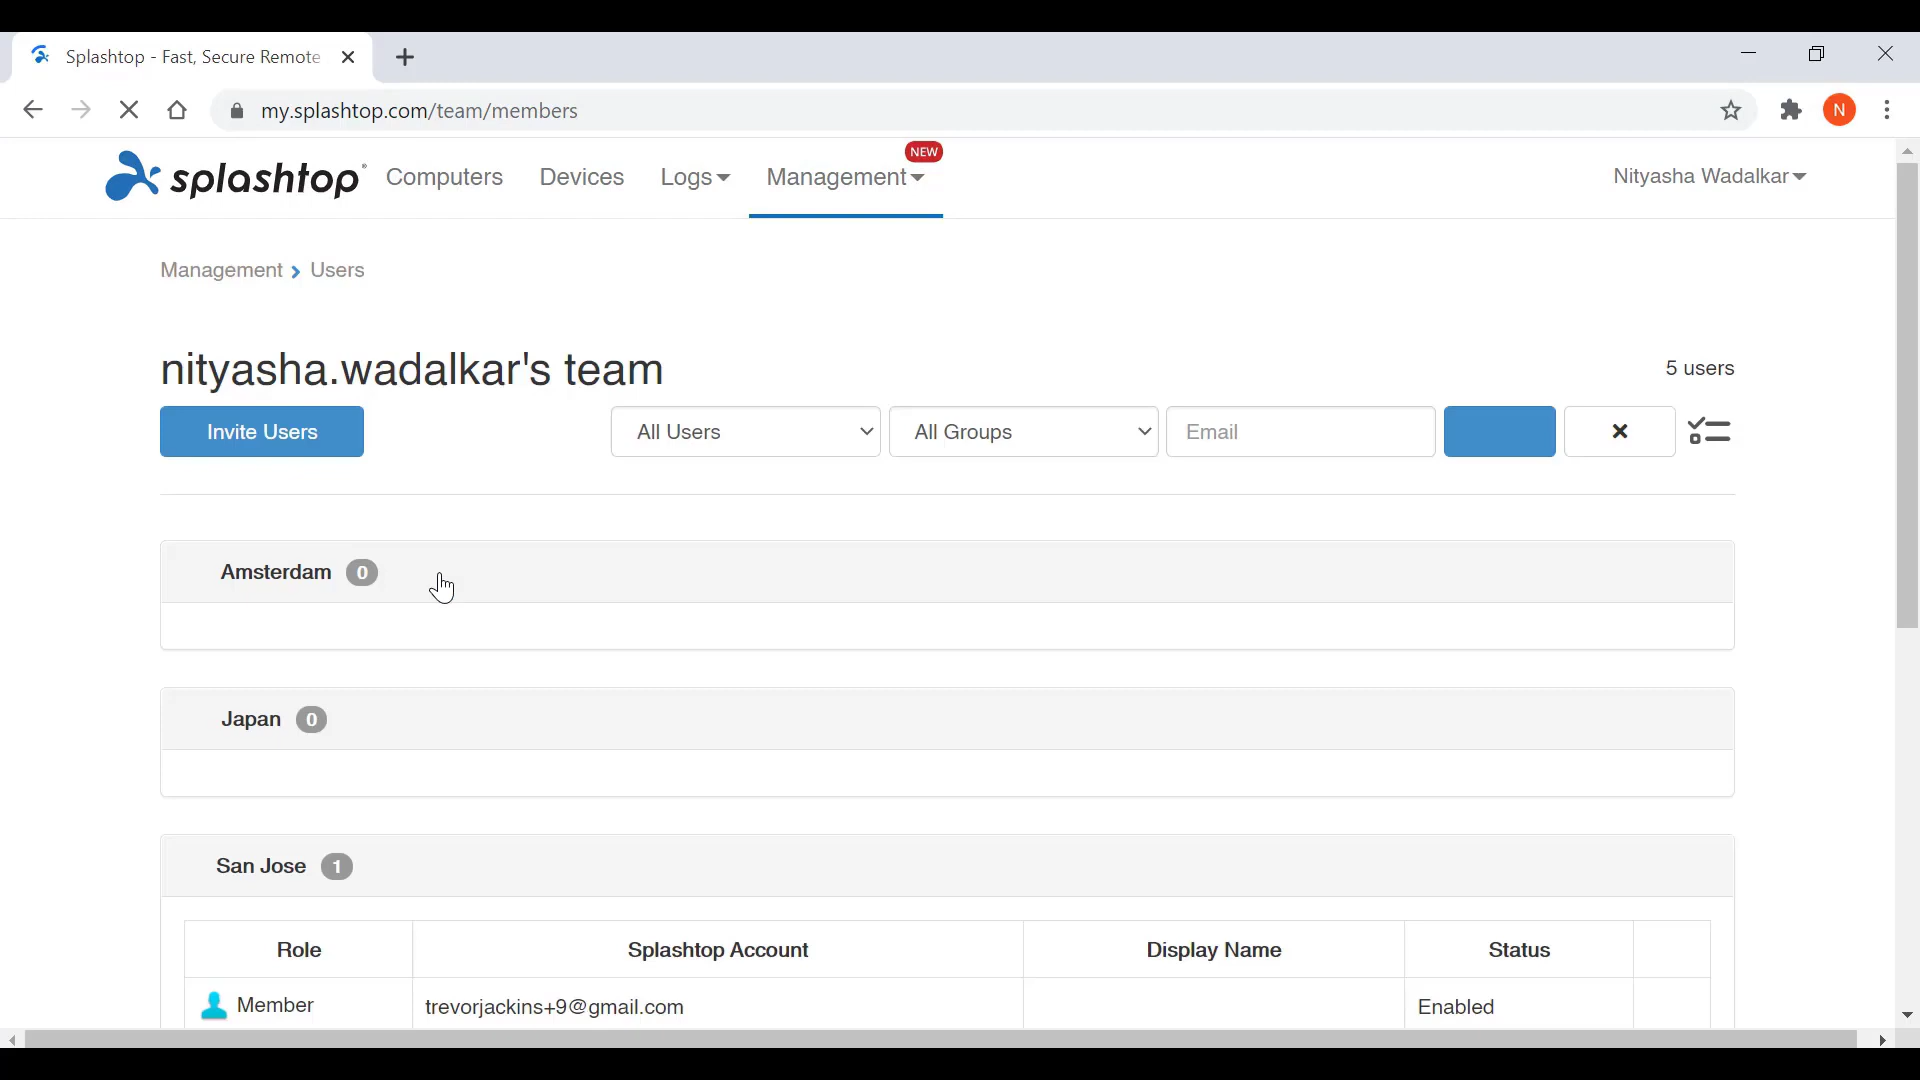 Splashtop - Fast, Secure Remote
my.splashtop.com/team/members
N
splashtop
Computers
Devices
Logs
Management
NEW
Nityasha Wadalkar
Management
Users
nityasha.wadalkar's team
5 users
Invite Users
All Users
All Groups
Email
Amsterdam 0
Japan 0
San Jose 1
Role
Splashtop Account
Display Name
Status
Member
trevorjackins+9@gmail.com
Enabled